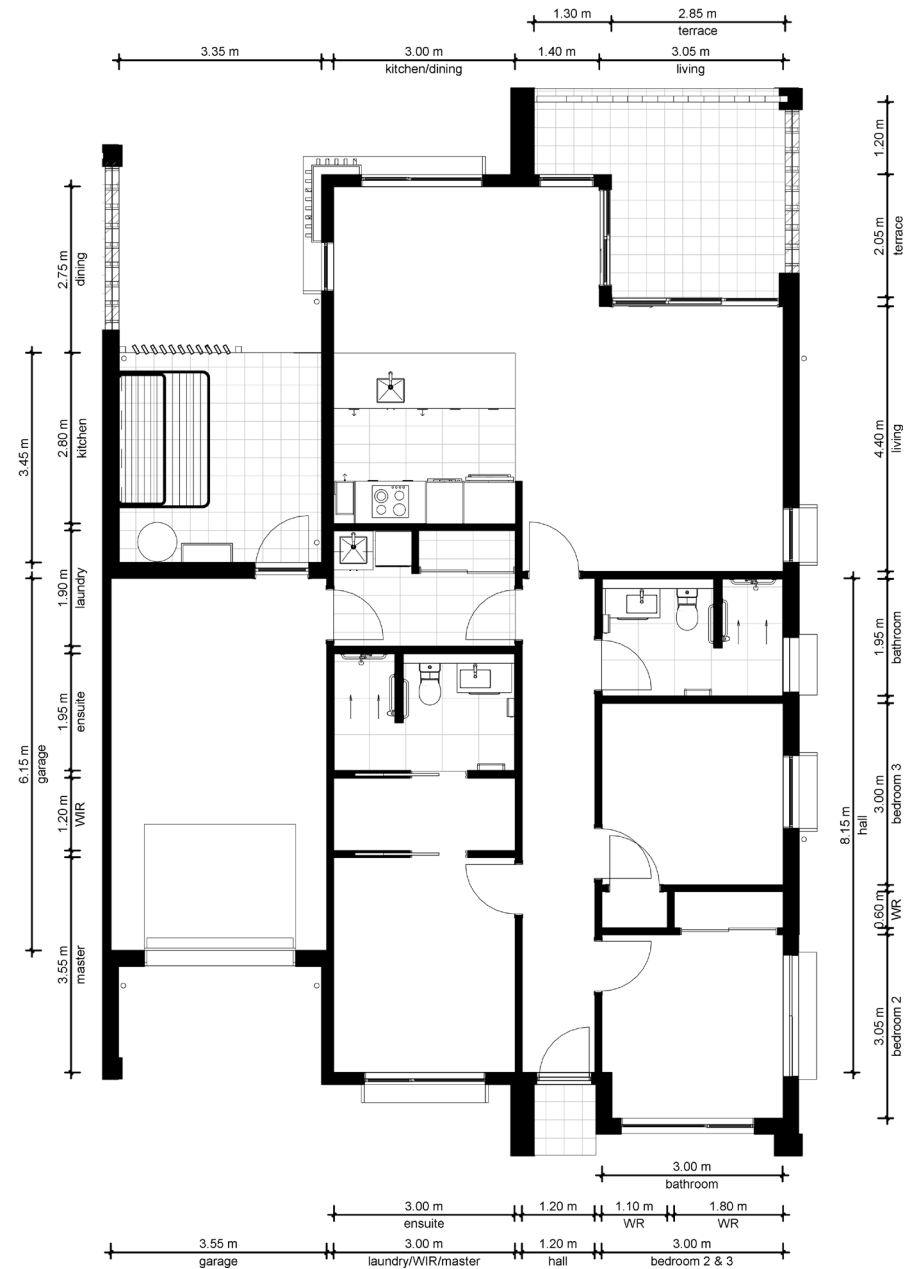 1.30 m
2.85 m
terrace
3.35 m
3.00 m
1.40 m
3.05 m
kitchen/dining
living
1.20 m
2.05 m
terrace
4.40 m
living
2.75 m
dining
2.80 m
kitchen
3.45 m
1.90 m
laundry
1.95 m
ensuite
6.15 m
garage
1.20 m
WIR
3.55 m
master
1.95 m
bathroom
3.00 m
bedroom 3
8.15 m
hall
0.60 m
WR
3.05 m
bedroom 2
3.00 m
bathroom
3.00 m
1.20 m
1.10 m
1.80 m
ensuite
WR
WR
3.55 m
3.00 m
1.20 m
3.00 m
garage
laundry/WIR/master
hall
bedroom 2 & 3